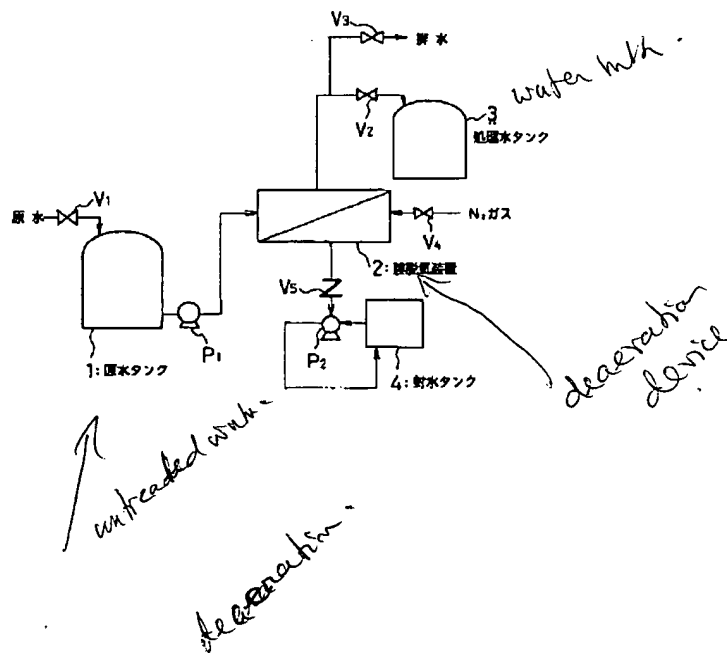 V3
排水
V2
3
water
処理水タンク
原水
V1
N2ガス
V4
2:膜脱気装置
V5
P1
P2
1:原水タンク
4:封水タンク
deaeration
device
untreated water
deaeration